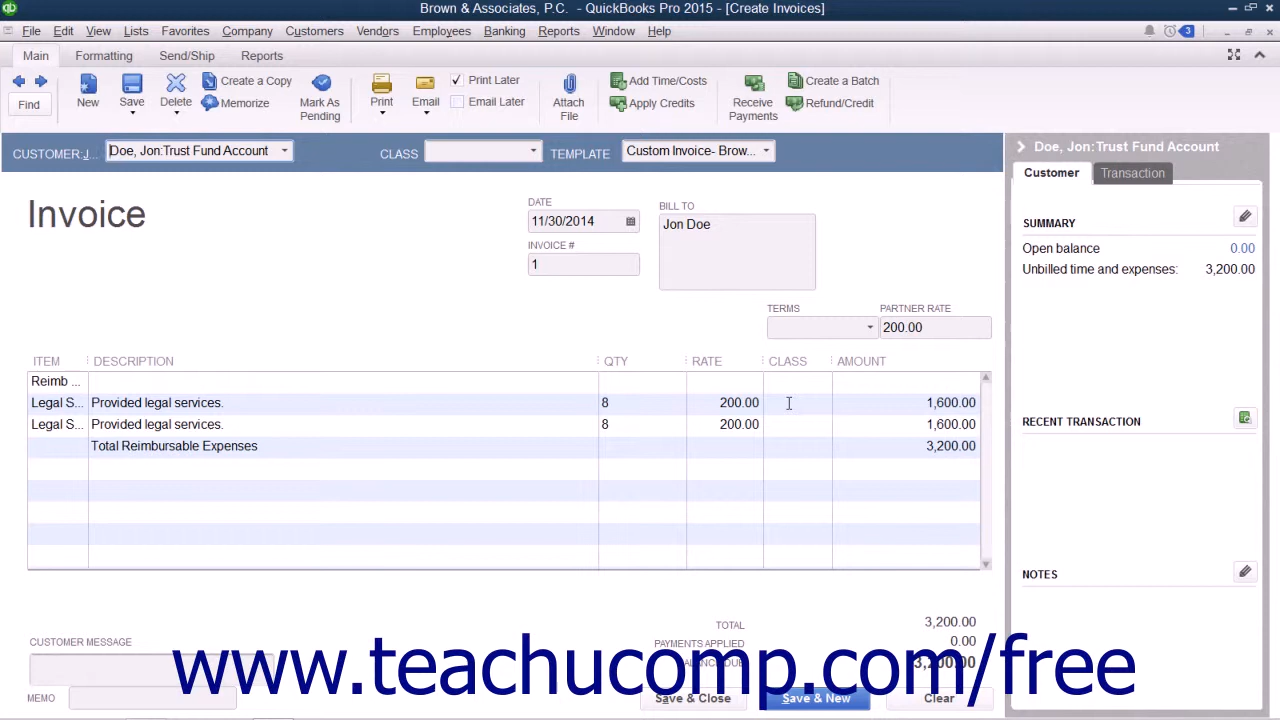 qb
Brown & Associates, P.C. - QuickBooks Pro 2015 - [Create Invoices]
File Edit View Lists Favorites Company Customers Vendors Employees Banking Reports Window Help 3
Main Formatting Send/Ship Reports
Find
New
Save
Delete
Create a Copy
Memorize
Mark As
Pending
Print
Email
Print Later
Email Later
Attach
File
Add Time/Costs
Apply Credits
Receive
Payments
Create a Batch
Refund/Credit
CUSTOMER:J... Doe, Jon:Trust Fund Account CLASS TEMPLATE Custom Invoice- Brow...
Invoice
DATE
11/30/2014
INVOICE #
1
BILL TO
Jon Doe
TERMS PARTNER RATE
200.00
ITEM DESCRIPTION QTY RATE CLASS AMOUNT
Reimb ...
Legal S... Provided legal services. 8 200.00 1,600.00
Legal S... Provided legal services. 8 200.00 1,600.00
Total Reimbursable Expenses 3,200.00
TOTAL 3,200.00
PAYMENTS APPLIED 0.00
BALANCE DUE 3,200.00
CUSTOMER MESSAGE
MEMO
Save & Close Save & New Clear
Doe, Jon:Trust Fund Account
Customer Transaction
SUMMARY
Open balance 0.00
Unbilled time and expenses: 3,200.00
RECENT TRANSACTION
NOTES
www.teachucomp.com/free